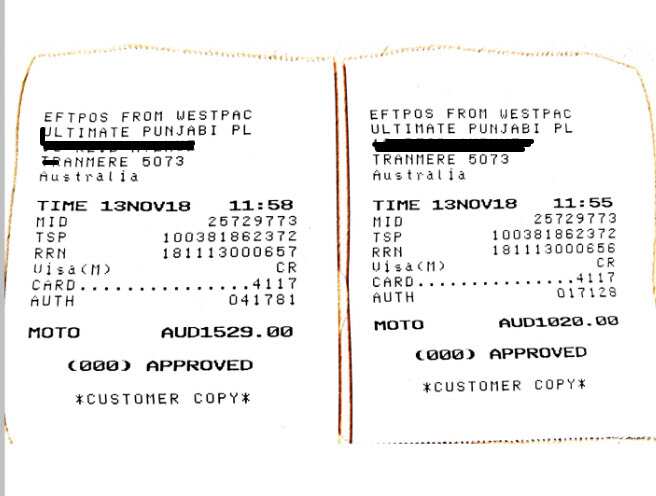 EFTPOS FROM WESTPAC
ULTIMATE PUNJABI PL
TRANMERE 5073
Australia
TIME 13NOV18 11:58
MID 25729773
TSP 100381862372
RRN 181113000657
Visa(M) CR
CARD..............4117
AUTH 041781
MOTO AUD1529.00
(000) APPROVED
*CUSTOMER COPY*
EFTPOS FROM WESTPAC
ULTIMATE PUNJABI PL
TRANMERE 5073
Australia
TIME 13NOV18 11:55
MID 25729773
TSP 100381862372
RRN 181113000656
Visa(M) CR
CARD..............4117
AUTH 017128
MOTO AUD1020.00
(000) APPROVED
*CUSTOMER COPY*